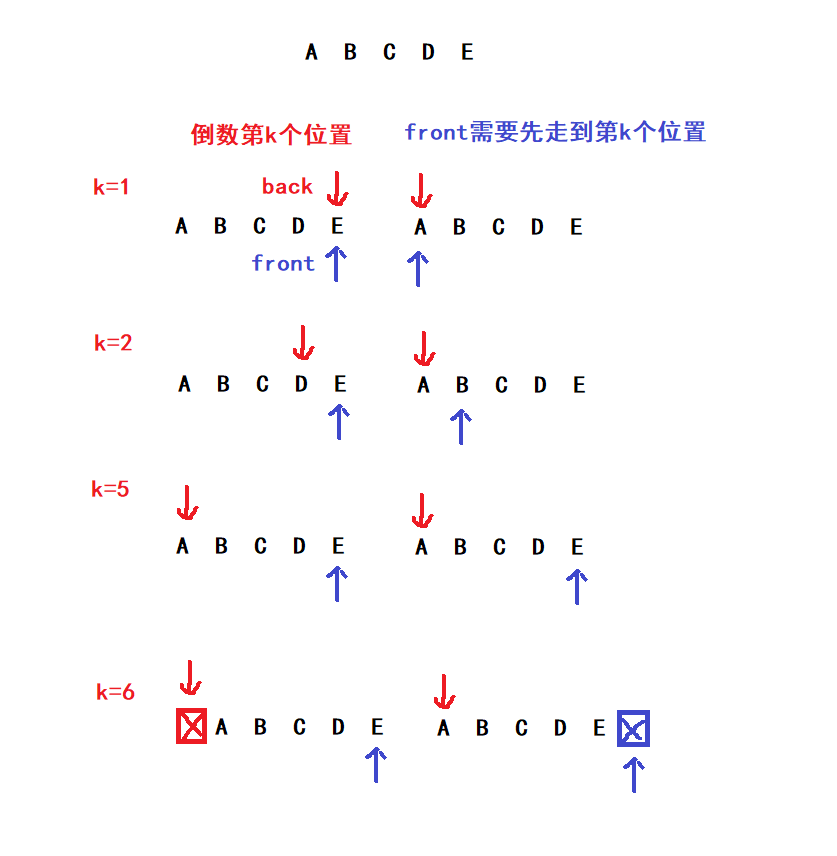 A B C D E
倒数第k个位置 front需要先走到第k个位置
k=1 back
A B C D E A B C D E
front
k=2
A B C D E A B C D E
k=5
A B C D E A B C D E
k=6
A B C D E A B C D E